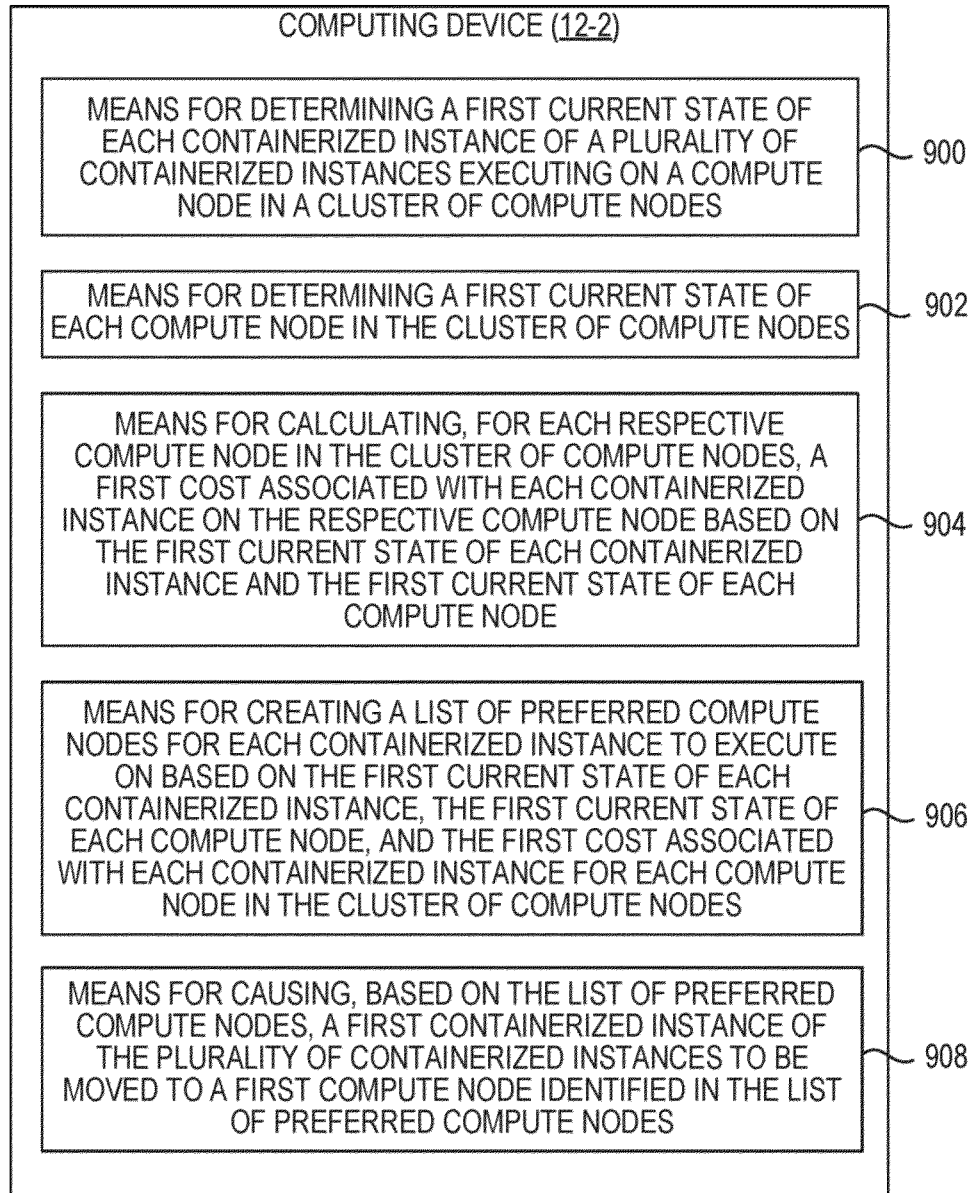 COMPUTING DEVICE (12-2)
MEANS FOR DETERMINING A FIRST CURRENT STATE OF
EACH CONTAINERIZED INSTANCE OF A PLURALITY OF
CONTAINERIZED INSTANCES EXECUTING ON A COMPUTE
NODE IN A CLUSTER OF COMPUTE NODES
900
MEANS FOR DETERMINING A FIRST CURRENT STATE OF
EACH COMPUTE NODE IN THE CLUSTER OF COMPUTE NODES
902
MEANS FOR CALCULATING, FOR EACH RESPECTIVE
COMPUTE NODE IN THE CLUSTER OF COMPUTE NODES, A
FIRST COST ASSOCIATED WITH EACH CONTAINERIZED
INSTANCE ON THE RESPECTIVE COMPUTE NODE BASED ON
THE FIRST CURRENT STATE OF EACH CONTAINERIZED
INSTANCE AND THE FIRST CURRENT STATE OF EACH
COMPUTE NODE
904
MEANS FOR CREATING A LIST OF PREFERRED COMPUTE
NODES FOR EACH CONTAINERIZED INSTANCE TO EXECUTE
ON BASED ON THE FIRST CURRENT STATE OF EACH
CONTAINERIZED INSTANCE, THE FIRST CURRENT STATE OF
EACH COMPUTE NODE, AND THE FIRST COST ASSOCIATED
WITH EACH CONTAINERIZED INSTANCE FOR EACH COMPUTE
NODE IN THE CLUSTER OF COMPUTE NODES
906
MEANS FOR CAUSING, BASED ON THE LIST OF PREFERRED
COMPUTE NODES, A FIRST CONTAINERIZED INSTANCE OF
THE PLURALITY OF CONTAINERIZED INSTANCES TO BE
MOVED TO A FIRST COMPUTE NODE IDENTIFIED IN THE LIST
OF PREFERRED COMPUTE NODES
908